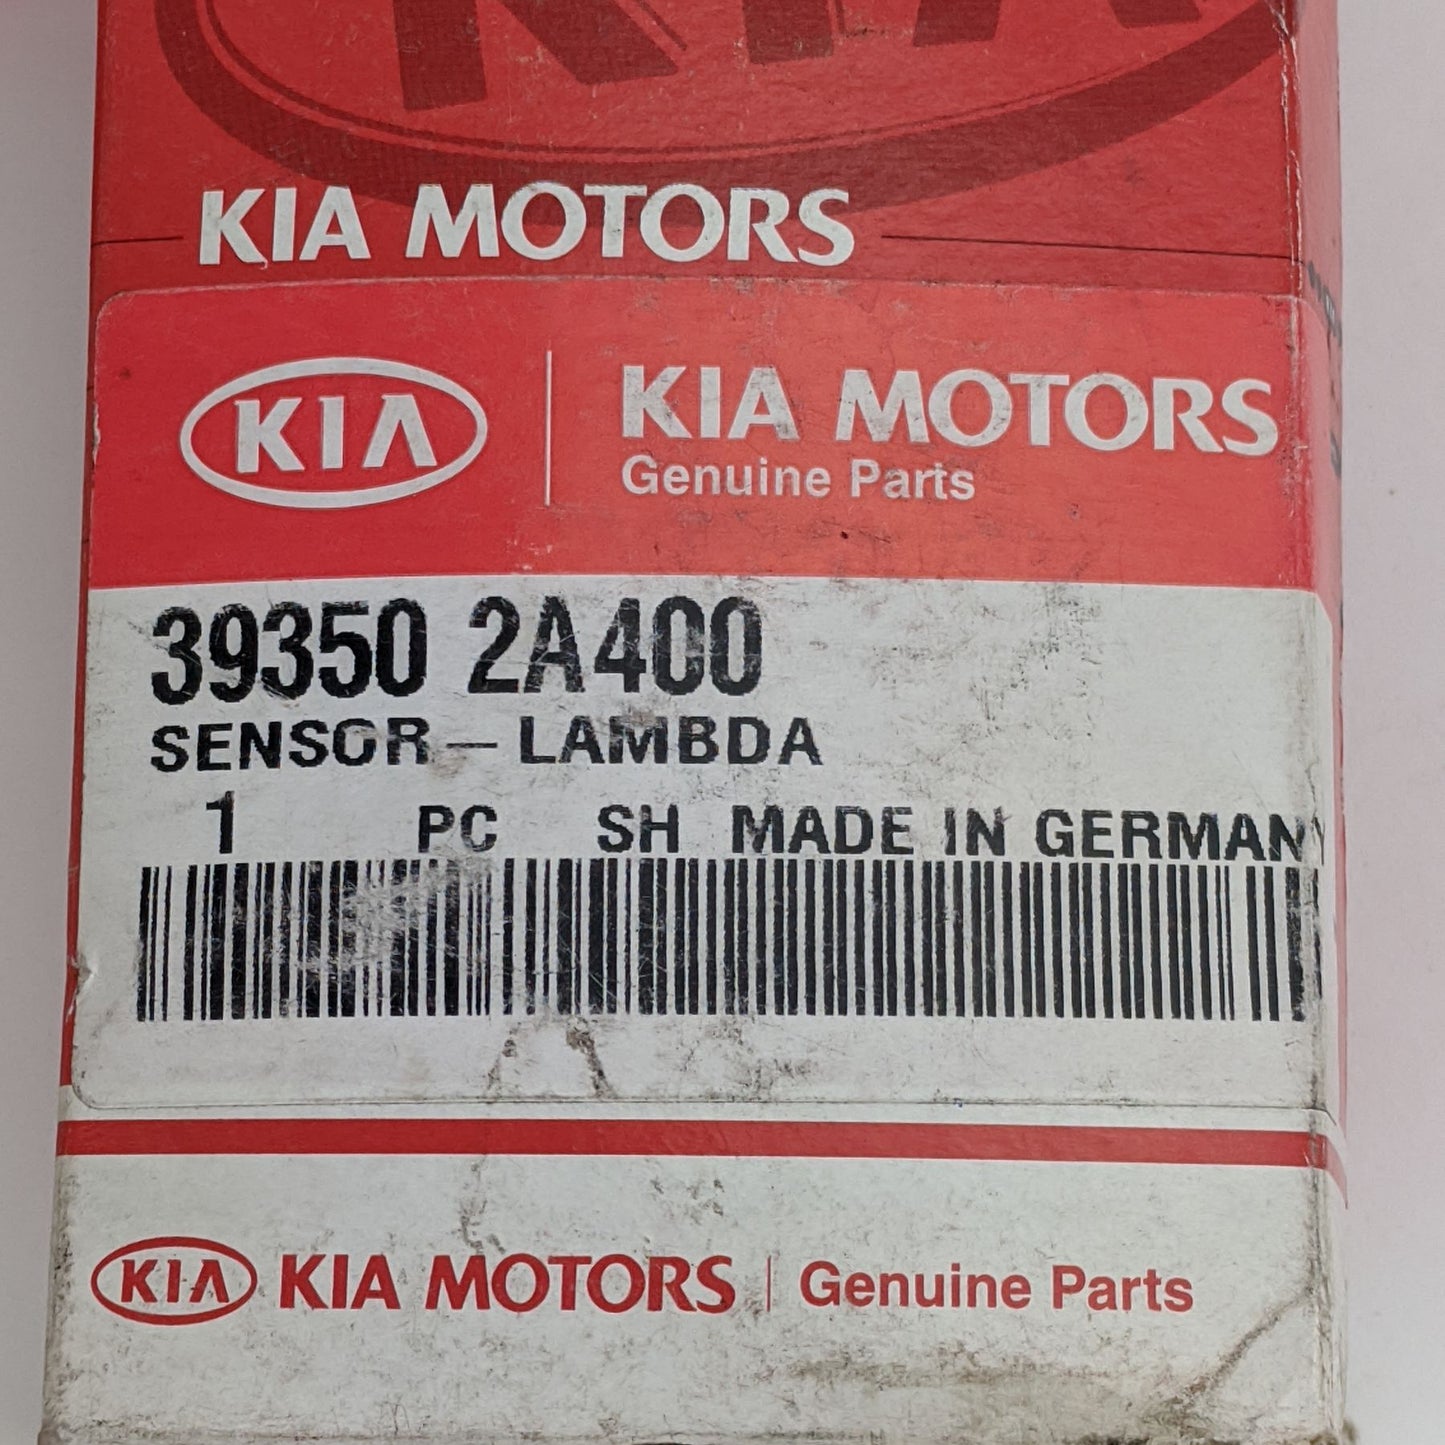 KIA
KIA MOTORS
KIA KIA MOTORS
Genuine Parts
39350 2A400
SENSOR-LAMBDA
1 PC SH MADE IN GERMANY
KIA KIA MOTORS Genuine Parts